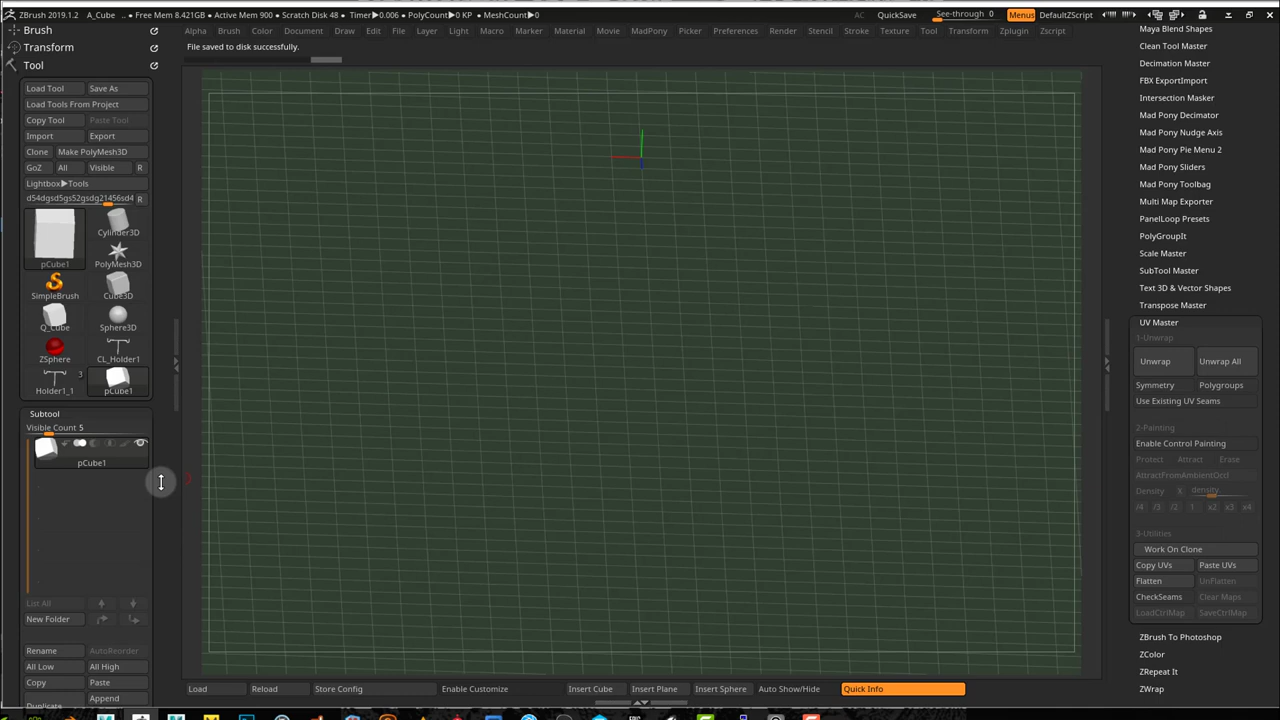 ZBrush 2019.1.2 A_Cube .. • Free Mem 8.421GB • Active Mem 900 • Scratch Disk 48 • Timer▶0.006 • PolyCount▶0 KP • MeshCount▶0 AC QuickSave See-through 0 Menus DefaultZScript
Alpha Brush Color Document Draw Edit File Layer Light Macro Marker Material Movie MadPony Picker Preferences Render Stencil Stroke Texture Tool Transform Zplugin Zscript
File saved to disk successfully.
Brush
Transform
Tool
Load Tool Save As
Load Tools From Project
Copy Tool Paste Tool
Import Export
Clone Make PolyMesh3D
GoZ All Visible R
Lightbox▶Tools
d54dgsd5gs52gsdg21456sd4 R
pCube1
Cylinder3D
PolyMesh3D
SimpleBrush Cube3D
Q_Cube Sphere3D
ZSphere CL_Holder1
3
Holder1_1 pCube1
Subtool
Visible Count 5
pCube1
List All
New Folder
Rename AutoReorder
All Low All High
Copy Paste
Duplicate Append
Maya Blend Shapes
Clean Tool Master
Decimation Master
FBX ExportImport
Intersection Masker
Mad Pony Decimator
Mad Pony Nudge Axis
Mad Pony Pie Menu 2
Mad Pony Sliders
Mad Pony Toolbag
Multi Map Exporter
PanelLoop Presets
PolyGroupIt
Scale Master
SubTool Master
Text 3D & Vector Shapes
Transpose Master
UV Master
1-Unwrap
Unwrap Unwrap All
Symmetry Polygroups
Use Existing UV Seams
2-Painting
Enable Control Painting
Protect Attract Erase
AttractFromAmbientOccl
Density X density
/4 /3 /2 1 x2 x3 x4
3-Utilities
Work On Clone
Copy UVs Paste UVs
Flatten UnFlatten
CheckSeams Clear Maps
LoadCtrlMap SaveCtrlMap
ZBrush To Photoshop
ZColor
ZRepeat It
ZWrap
Load Reload Store Config Enable Customize Insert Cube Insert Plane Insert Sphere Auto Show/Hide Quick Info